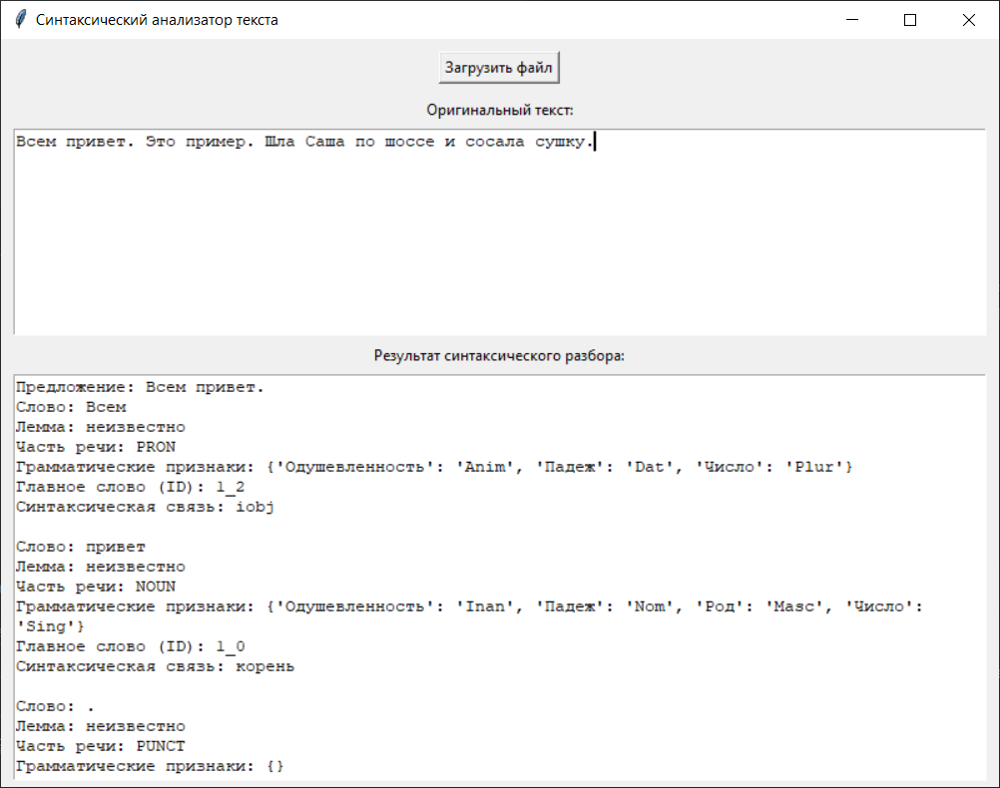 Синтаксический анализатор текста
Загрузить файл
Оригинальный текст:
Всем привет. Это пример. Шла Саша по шоссе и сосала сушку.
Результат синтаксического разбора:
Предложение: Всем привет.
Слово: Всем
Лемма: неизвестно
Часть речи: PRON
Грамматические признаки: {'Одушевленность': 'Anim', 'Падеж': 'Dat', 'Число': 'Plur'}
Главное слово (ID): 1_2
Синтаксическая связь: iobj
Слово: привет
Лемма: неизвестно
Часть речи: NOUN
Грамматические признаки: {'Одушевленность': 'Inan', 'Падеж': 'Nom', 'Род': 'Masc', 'Число':
'Sing'}
Главное слово (ID): 1_0
Синтаксическая связь: корень
Слово: .
Лемма: неизвестно
Часть речи: PUNCT
Грамматические признаки: {}